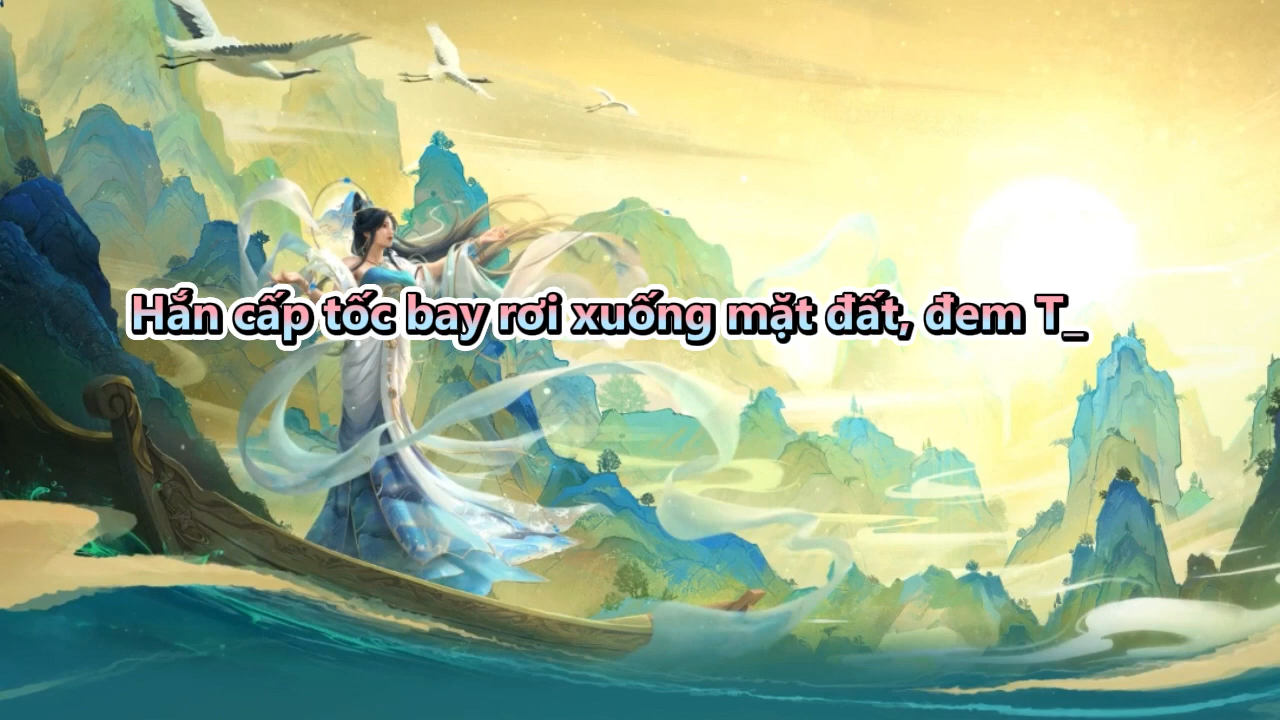 Hắn cấp tốc bay rơi xuống mặt đất, đem T_